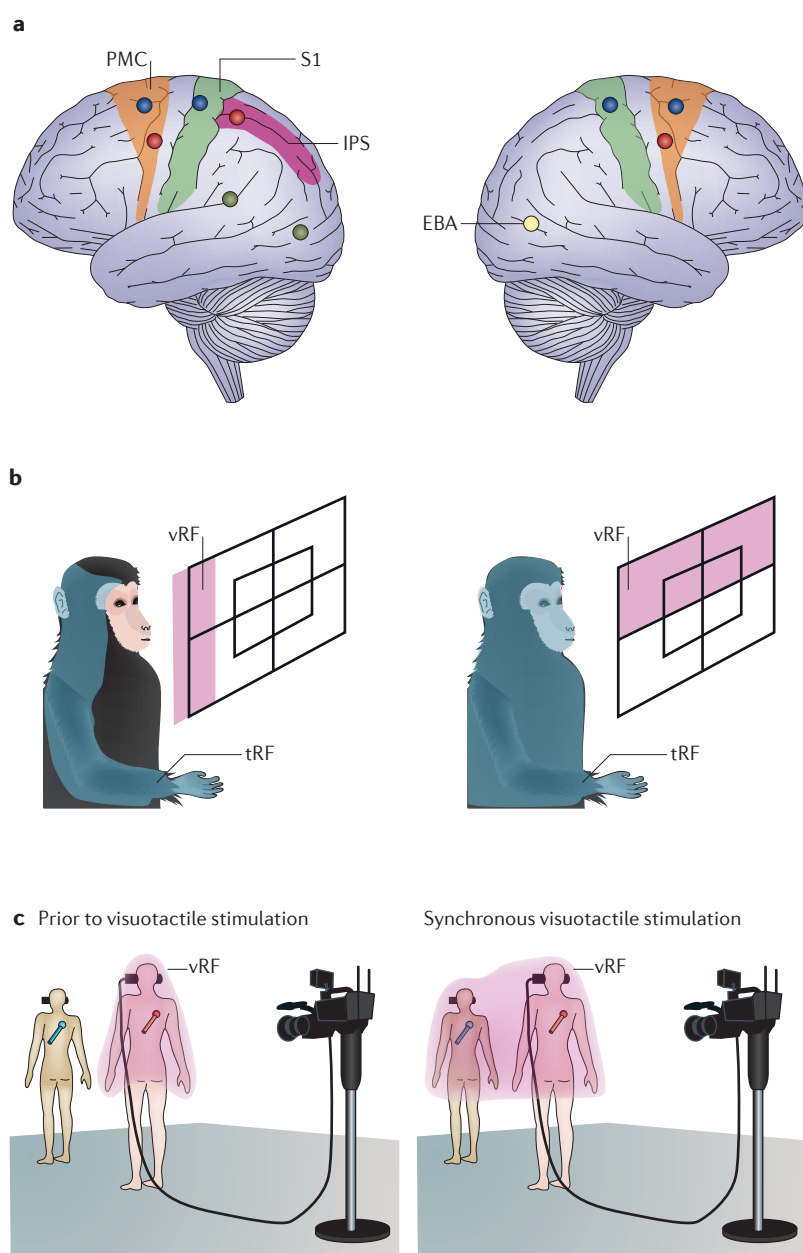 a
PMC
S1
IPS
EBA
b
vRF
vRF
tRF
tRF
c Prior to visuotactile stimulation
Synchronous visuotactile stimulation
vRF
vRF